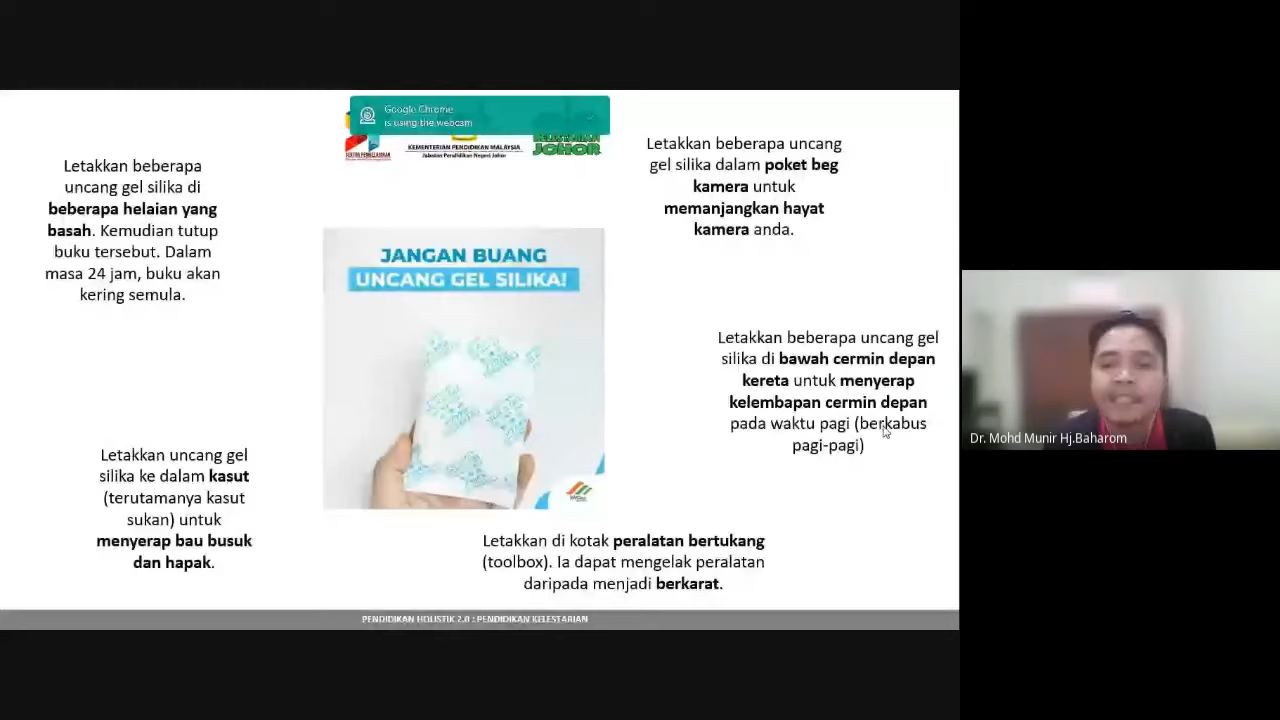 Google Chrome
is using the webcam
KEMENTERIAN PENDIDIKAN MALAYSIA
Jabatan Pendidikan Negeri Johor
JOHOR
Letakkan beberapa
uncang gel silika di
beberapa helaian yang
basah. Kemudian tutup
buku tersebut. Dalam
masa 24 jam, buku akan
kering semula.
Letakkan beberapa uncang
gel silika dalam poket beg
kamera untuk
memanjangkan hayat
kamera anda.
JANGAN BUANG
UNCANG GEL SILIKA!
Letakkan beberapa uncang gel
silika di bawah cermin depan
kereta untuk menyerap
kelembapan cermin depan
pada waktu pagi (berkabus
pagi-pagi)
Dr. Mohd Munir Hj.Baharom
Letakkan uncang gel
silika ke dalam kasut
(terutamanya kasut
sukan) untuk
menyerap bau busuk
dan hapak.
Letakkan di kotak peralatan bertukang
(toolbox). Ia dapat mengelak peralatan
daripada menjadi berkarat.
PENDIDIKAN HOLISTIK 2.0 : PENDIDIKAN KELESTARIAN